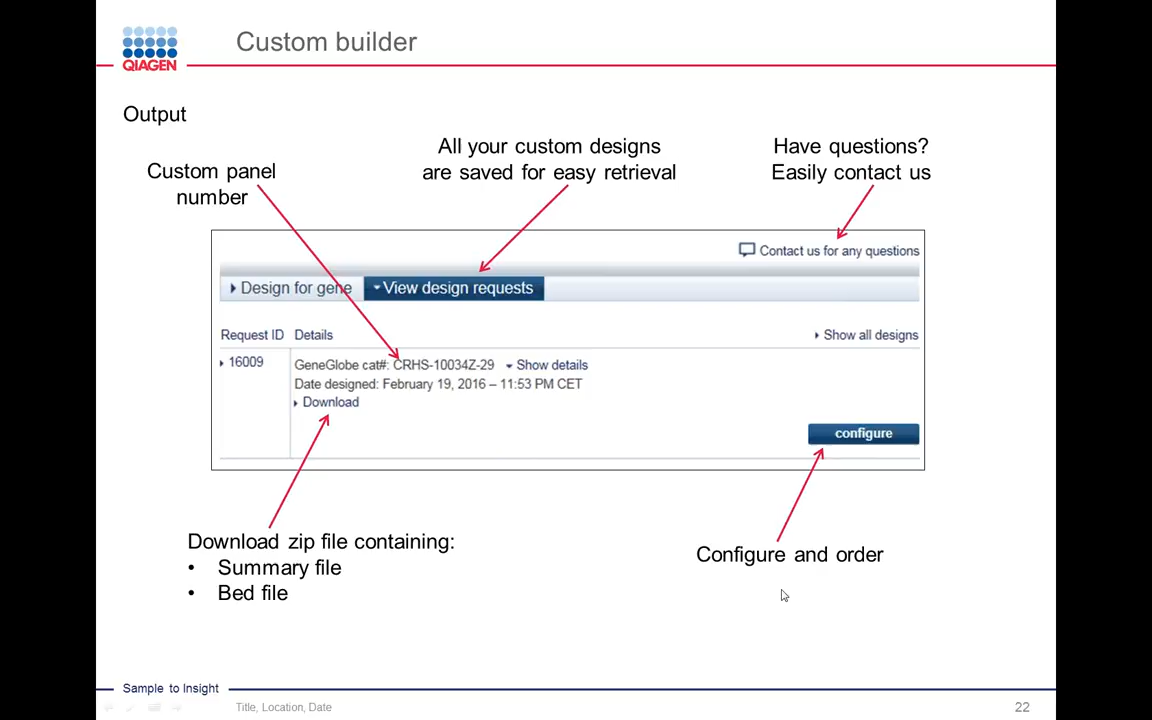 QIAGEN
Custom builder
Output
Custom panel
number
All your custom designs
are saved for easy retrieval
Have questions?
Easily contact us
Contact us for any questions
Design for gene
View design requests
Request ID
Details
Show all designs
16009
GeneGlobe cat#: CRHS-10034Z-29
Show details
Date designed: February 19, 2016 – 11:53 PM CET
Download
configure
Download zip file containing:
• Summary file
• Bed file
Configure and order
Sample to Insight
Title, Location, Date
22